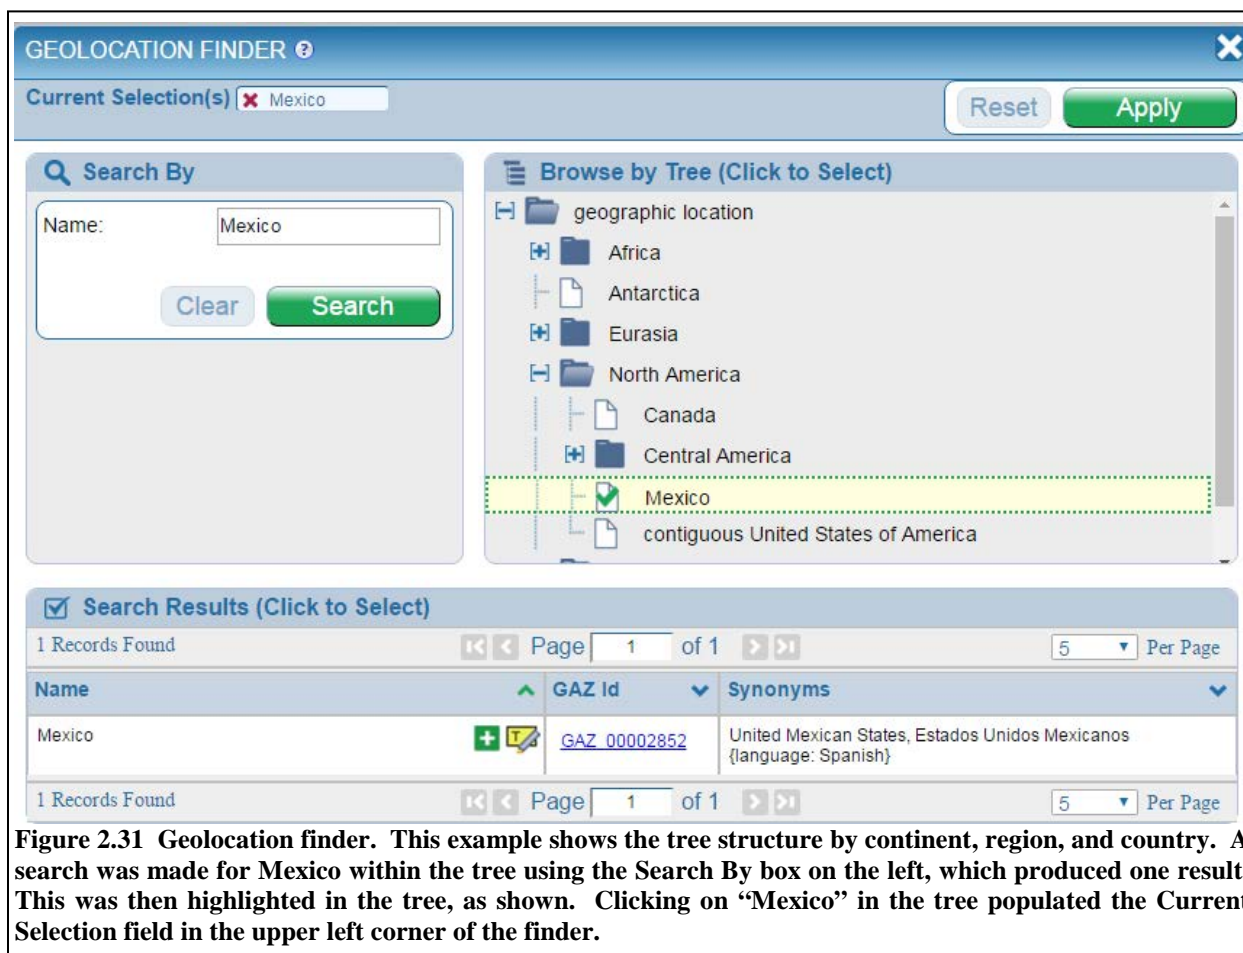 GEOLOCATION FINDER ?
Current Selection(s) Mexico
Reset Apply
Search By
Name: Mexico
Clear Search
Browse by Tree (Click to Select)
geographic location
Africa
Antarctica
Eurasia
North America
Canada
Central America
Mexico
contiguous United States of America
Search Results (Click to Select)
1 Records Found Page 1 of 1 5 Per Page
Name GAZ Id Synonyms
Mexico T GAZ_00002852 United Mexican States, Estados Unidos Mexicanos
{language: Spanish}
1 Records Found Page 1 of 1 5 Per Page
Figure 2.31 Geolocation finder. This example shows the tree structure by continent, region, and country. A
search was made for Mexico within the tree using the Search By box on the left, which produced one result.
This was then highlighted in the tree, as shown. Clicking on “Mexico” in the tree populated the Current
Selection field in the upper left corner of the finder.